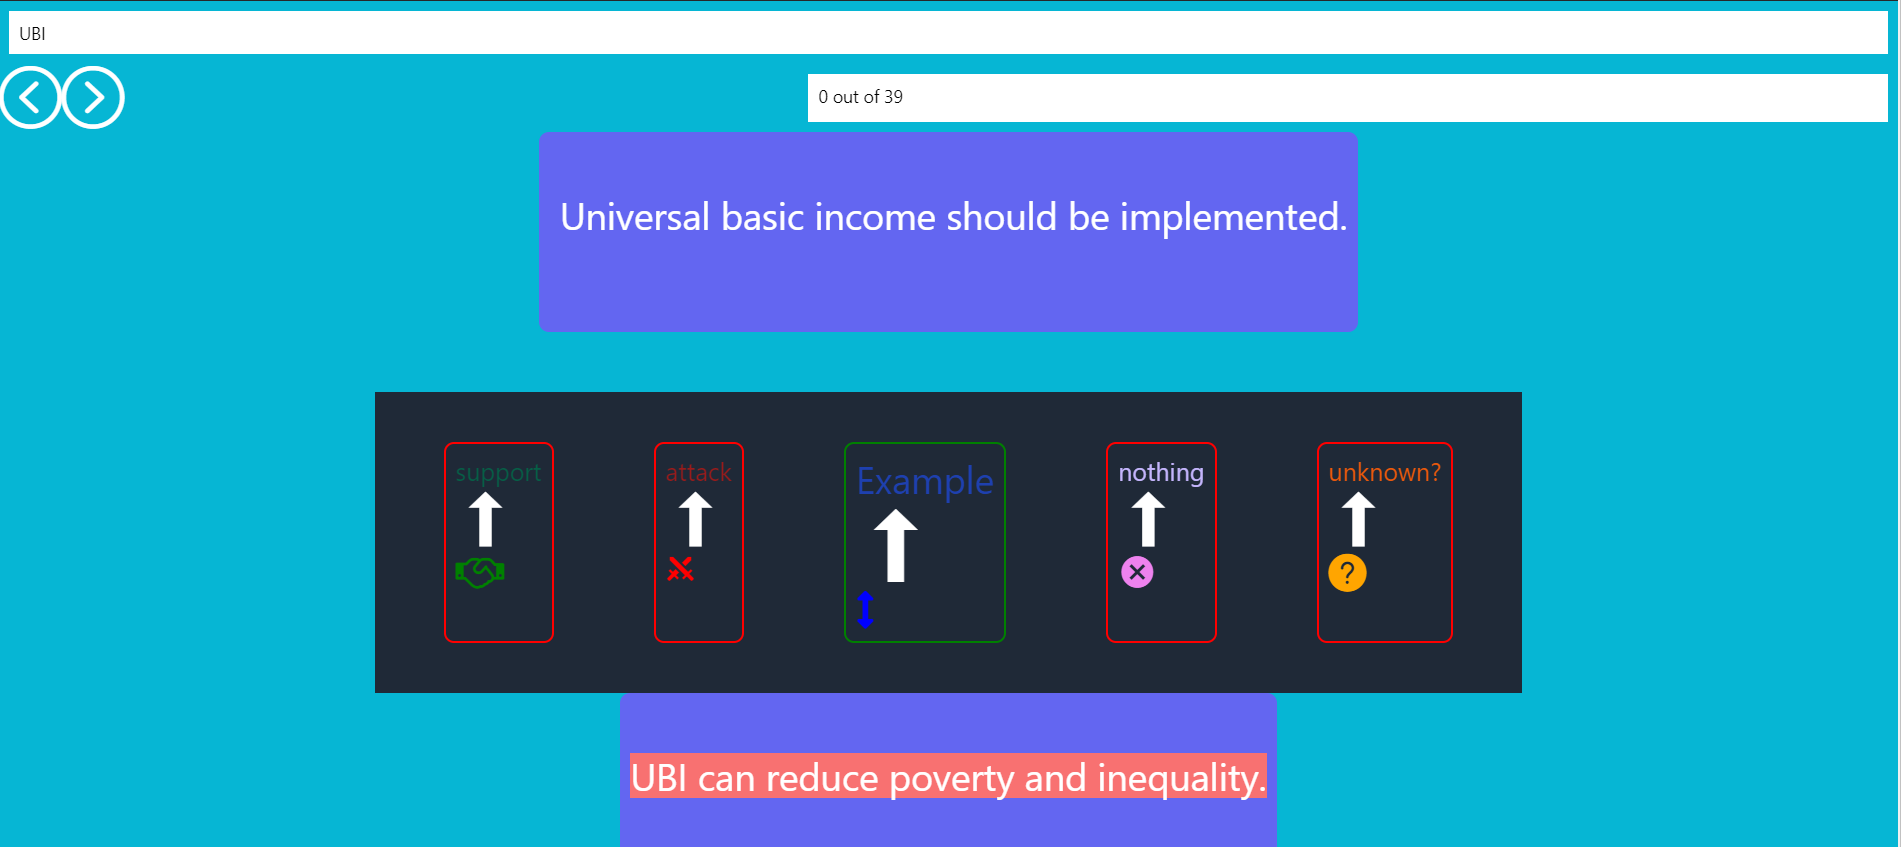 UBI
0 out of 39
Universal basic income should be implemented.
support
attack
Example
nothing
unknown?
UBI can reduce poverty and inequality.